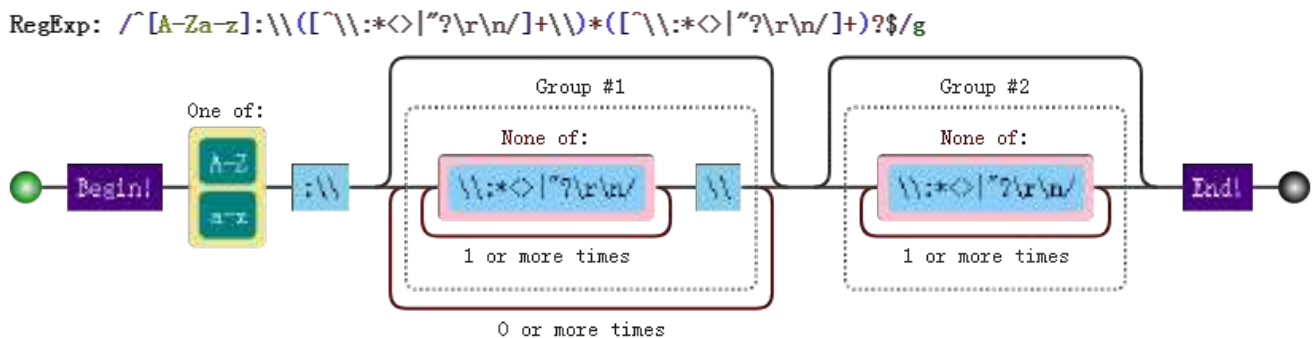 RegExp: /^[A-Za-z]:\\([^\\:*<>|"?\r\n/]+\\)*([^\\:*<>|"?\r\n/]+)?$/g
Group #1
Group #2
One of:
None of:
None of:
A-Z
Begin!
:\\
\\:*<>|"?\r\n/
\\
\\:*<>|"?\r\n/
End!
a-z
1 or more times
1 or more times
0 or more times